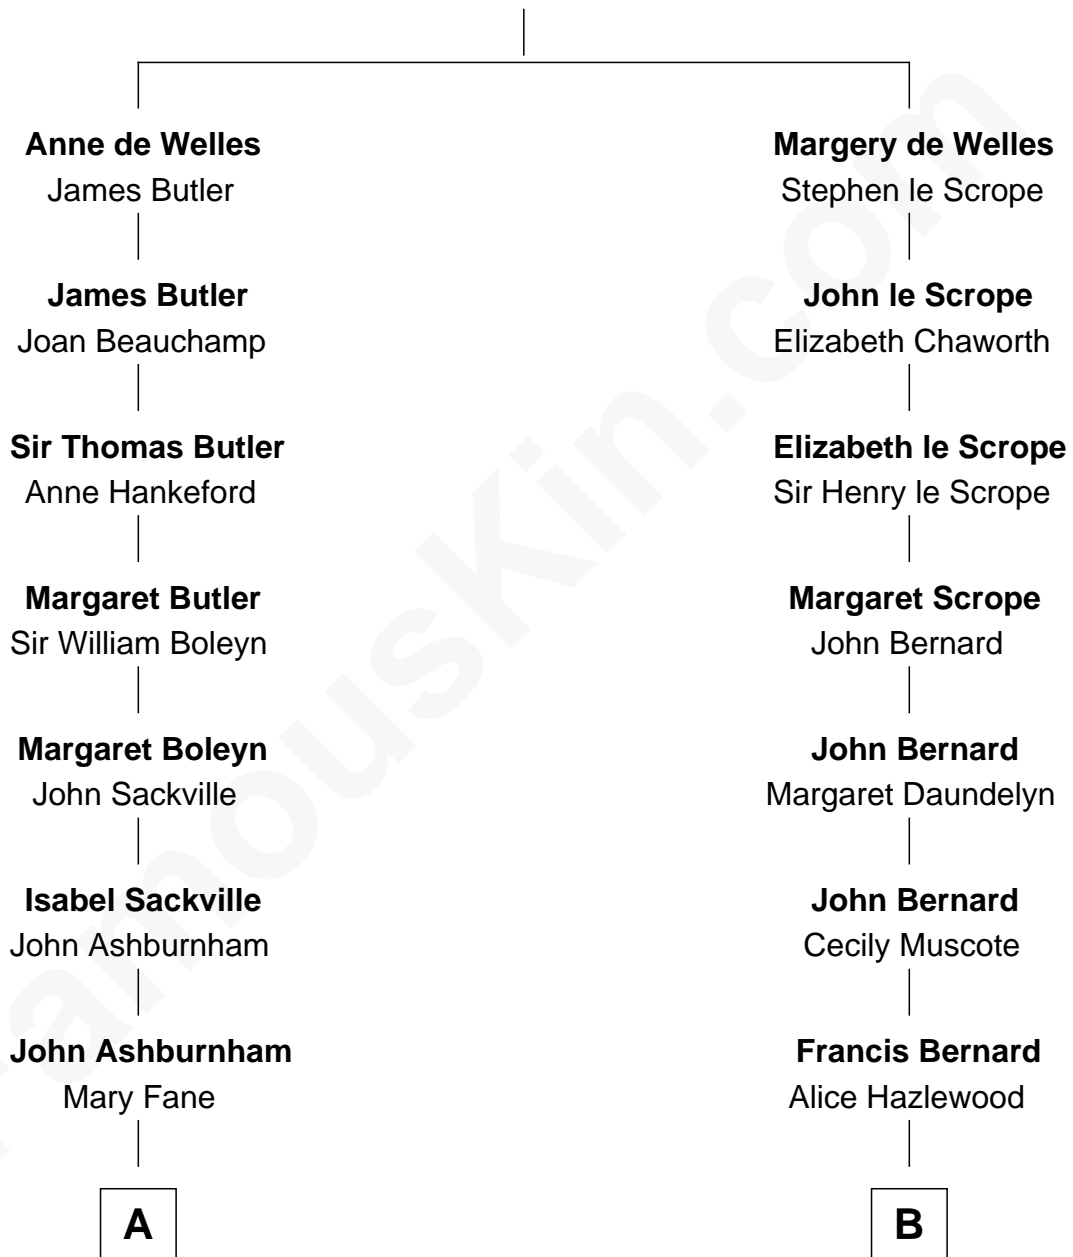 Anne de Welles
James Butler
James Butler
Joan Beauchamp
Sir Thomas Butler
Anne Hankeford
Margaret Butler
Sir William Boleyn
Margaret Boleyn
John Sackville
Isabel Sackville
John Ashburnham
John Ashburnham
Mary Fane
A
Margery de Welles
Stephen le Scrope
John le Scrope
Elizabeth Chaworth
Elizabeth le Scrope
Sir Henry le Scrope
Margaret Scrope
John Bernard
John Bernard
Margaret Daundelyn
John Bernard
Cecily Muscote
Francis Bernard
Alice Hazlewood
B
FamousKin.com